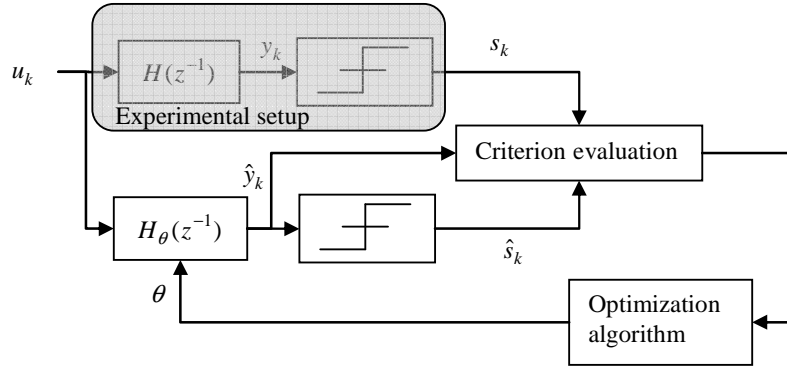 u_k
H(z^{-1})
y_k
s_k
Experimental setup
Criterion evaluation
ŷ_k
H_θ(z^{-1})
ŝ_k
θ
Optimization
algorithm